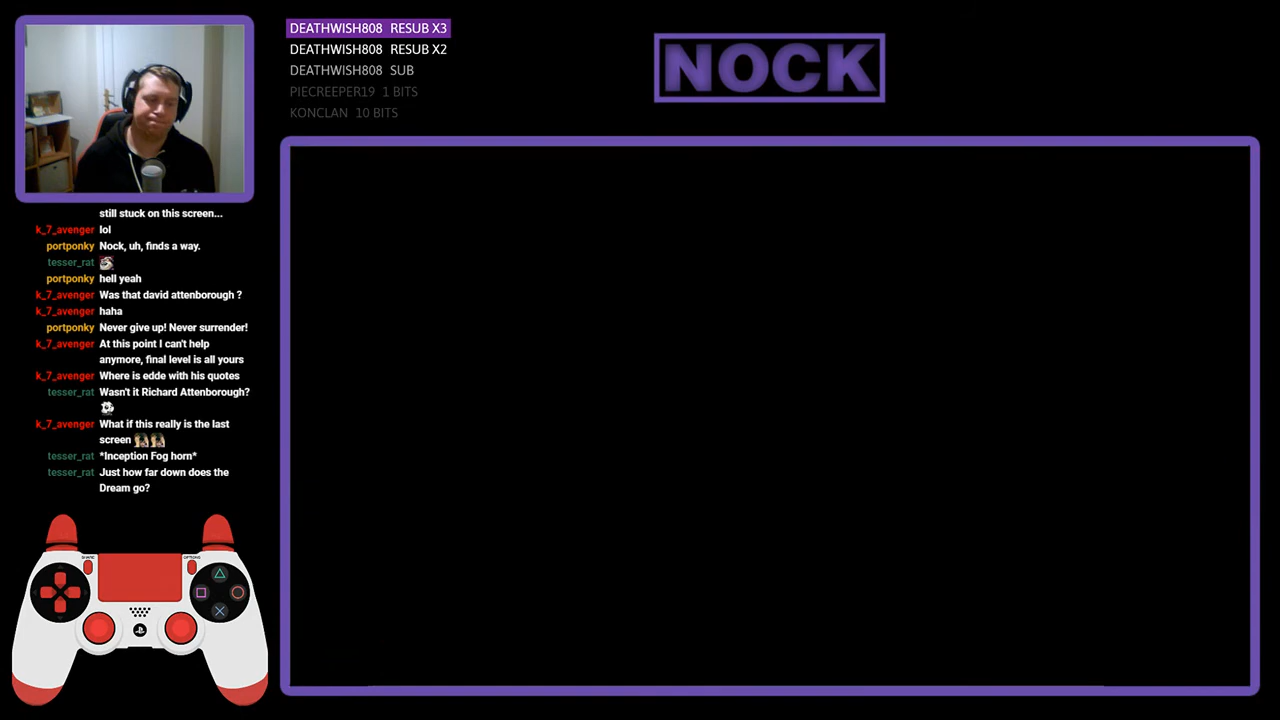 DEATHWISH808 RESUB X3
DEATHWISH808 RESUB X2
DEATHWISH808 SUB
PIECREEPER19 1 BITS
KONCLAN 10 BITS
NOCK
still stuck on this screen...
k_7_avenger lol
portponky Nock, uh, finds a way.
tesser_rat
portponky hell yeah
k_7_avenger Was that david attenborough ?
k_7_avenger haha
portponky Never give up! Never surrender!
k_7_avenger At this point I can't help
anymore, final level is all yours
k_7_avenger Where is edde with his quotes
tesser_rat Wasn't it Richard Attenborough?
k_7_avenger What if this really is the last
screen
tesser_rat *Inception Fog horn*
tesser_rat Just how far down does the
Dream go?
SHARE
OPTIONS